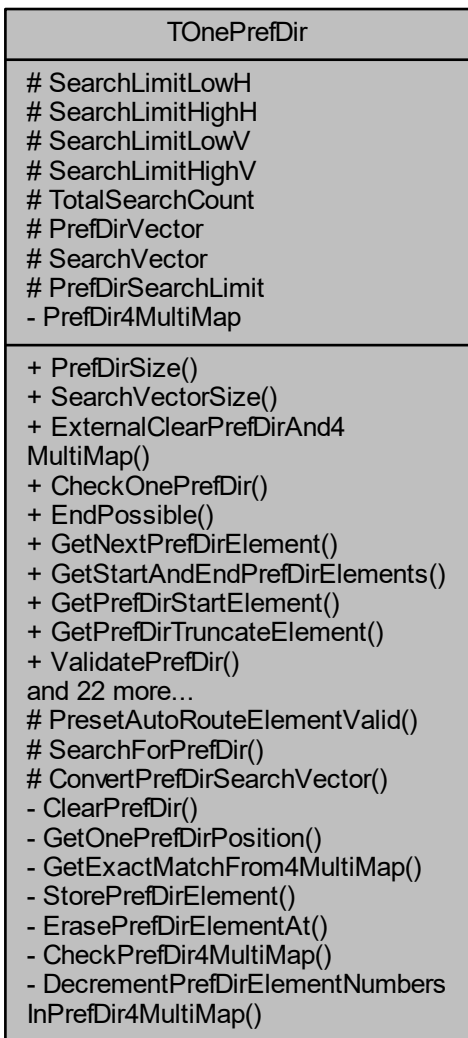 TOnePrefDir
# SearchLimitLowH
# SearchLimitHighH
# SearchLimitLowV
# SearchLimitHighV
# TotalSearchCount
# PrefDirVector
# SearchVector
# PrefDirSearchLimit
- PrefDir4MultiMap
+ PrefDirSize()
+ SearchVectorSize()
+ ExternalClearPrefDirAnd4
MultiMap()
+ CheckOnePrefDir()
+ EndPossible()
+ GetNextPrefDirElement()
+ GetStartAndEndPrefDirElements()
+ GetPrefDirStartElement()
+ GetPrefDirTruncateElement()
+ ValidatePrefDir()
and 22 more...
# PresetAutoRouteElementValid()
# SearchForPrefDir()
# ConvertPrefDirSearchVector()
- ClearPrefDir()
- GetOnePrefDirPosition()
- GetExactMatchFrom4MultiMap()
- StorePrefDirElement()
- ErasePrefDirElementAt()
- CheckPrefDir4MultiMap()
- DecrementPrefDirElementNumbers
InPrefDir4MultiMap()